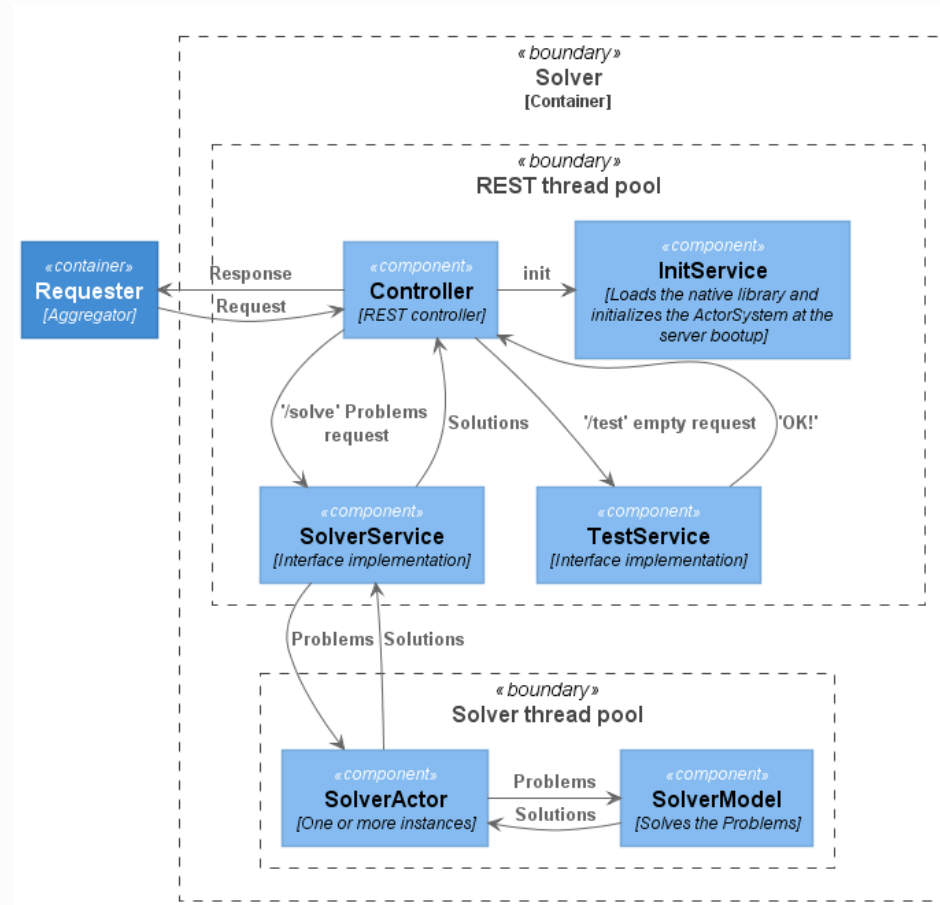 «boundary»
Solver
[Container]
«boundary»
REST thread pool
«container»
Requester
[Aggregator]
Response
Request
«component»
Controller
[REST controller]
init
«component»
InitService
[Loads the native library and
initializes the ActorSystem at the
server bootup]
'/solve' Problems
request
Solutions
'/test' empty request
'OK!'
«component»
SolverService
[Interface implementation]
«component»
TestService
[Interface implementation]
Problems
Solutions
«boundary»
Solver thread pool
«component»
SolverActor
[One or more instances]
Problems
Solutions
«component»
SolverModel
[Solves the Problems]